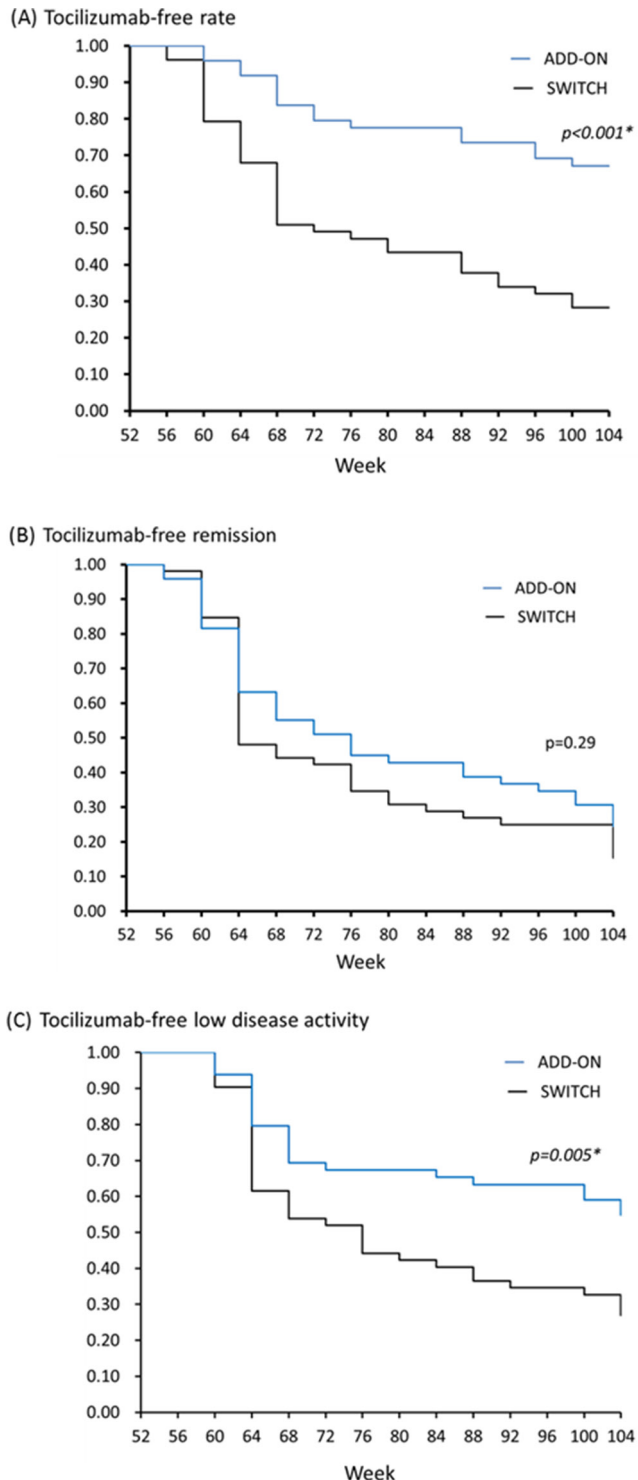 (A) Tocilizumab-free rate
1.00
0.90
0.80
0.70
0.60
0.50
0.40
0.30
0.20
0.10
0.00
ADD-ON
SWITCH
p<0.001*
52 56 60 64 68 72 76 80 84 88 92 96 100 104
Week
(B) Tocilizumab-free remission
1.00
0.90
0.80
0.70
0.60
0.50
0.40
0.30
0.20
0.10
0.00
ADD-ON
SWITCH
p=0.29
52 56 60 64 68 72 76 80 84 88 92 96 100 104
Week
(C) Tocilizumab-free low disease activity
1.00
0.90
0.80
0.70
0.60
0.50
0.40
0.30
0.20
0.10
0.00
ADD-ON
SWITCH
p=0.005*
52 56 60 64 68 72 76 80 84 88 92 96 100 104
Week